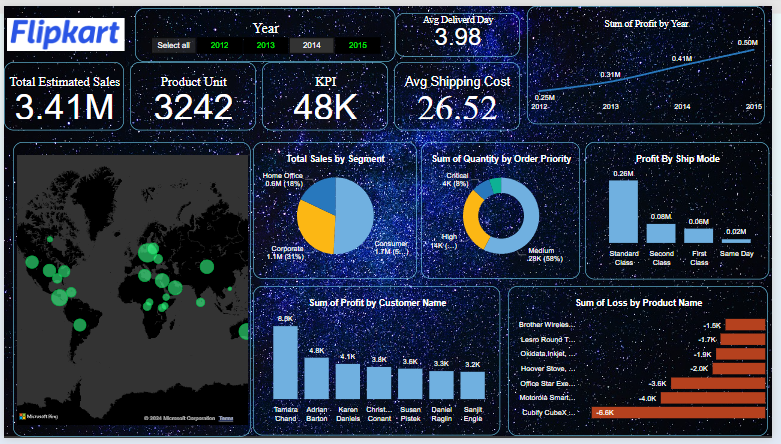 Flipkart
Year
Select all 2012 2013 2014 2015
Avg Deliverd Day
3.98
Sum of Profit by Year
0.25M
0.31M
0.41M
0.50M
2012 2013 2014 2015
Total Estimated Sales
3.41M
Product Unit
3242
KPI
48K
Avg Shipping Cost
26.52
Microsoft Bing
© 2024 Microsoft Corporation Terms
Total Sales by Segment
Home Office
0.6M (18%)
Corporate
1.1M (31%)
Consumer
1.7M (5...)
Sum of Quantity by Order Priority
Critical
4K (8%)
High
14K (...)
Medium
28K (58%)
Profit By Ship Mode
0.26M
0.08M
0.06M
0.02M
Standard Class
Second Class
First Class
Same Day
Sum of Profit by Customer Name
4.8K
4.1K
3.8K
3.3K
3.2K
Tamara Chand
Adrian Barton
Karen Daniels
Christ... Conant
Susan Pistek
Daniel Raglin
Sanjit Engle
Sum of Loss by Product Name
Brother Wireles... -1.5K
Lesro Round T... -1.7K
Okidata Inkjet, ... -1.9K
Hoover Stove, ... -2.0K
Office Star Exe... -3.6K
Motorola Smart... -4.0K
Cubify CubeX ... -6.6K